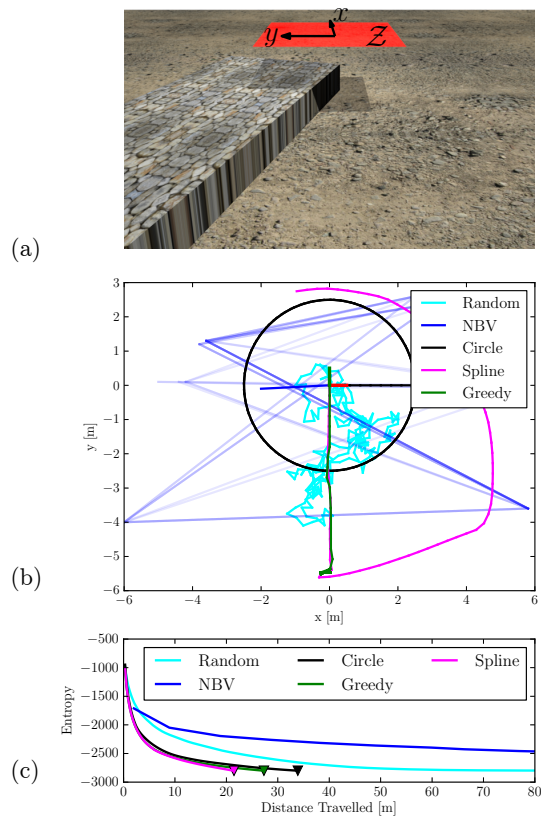 x
y
Z
(a)
3
2
1
0
−1
−2
−3
−4
−5
−6
y [m]
Random
NBV
Circle
Spline
Greedy
−6
−4
−2
0
2
4
6
x [m]
(b)
−500
−1000
−1500
−2000
−2500
−3000
Entropy
Random
Circle
Spline
NBV
Greedy
0
10
20
30
40
50
60
70
80
Distance Travelled [m]
(c)